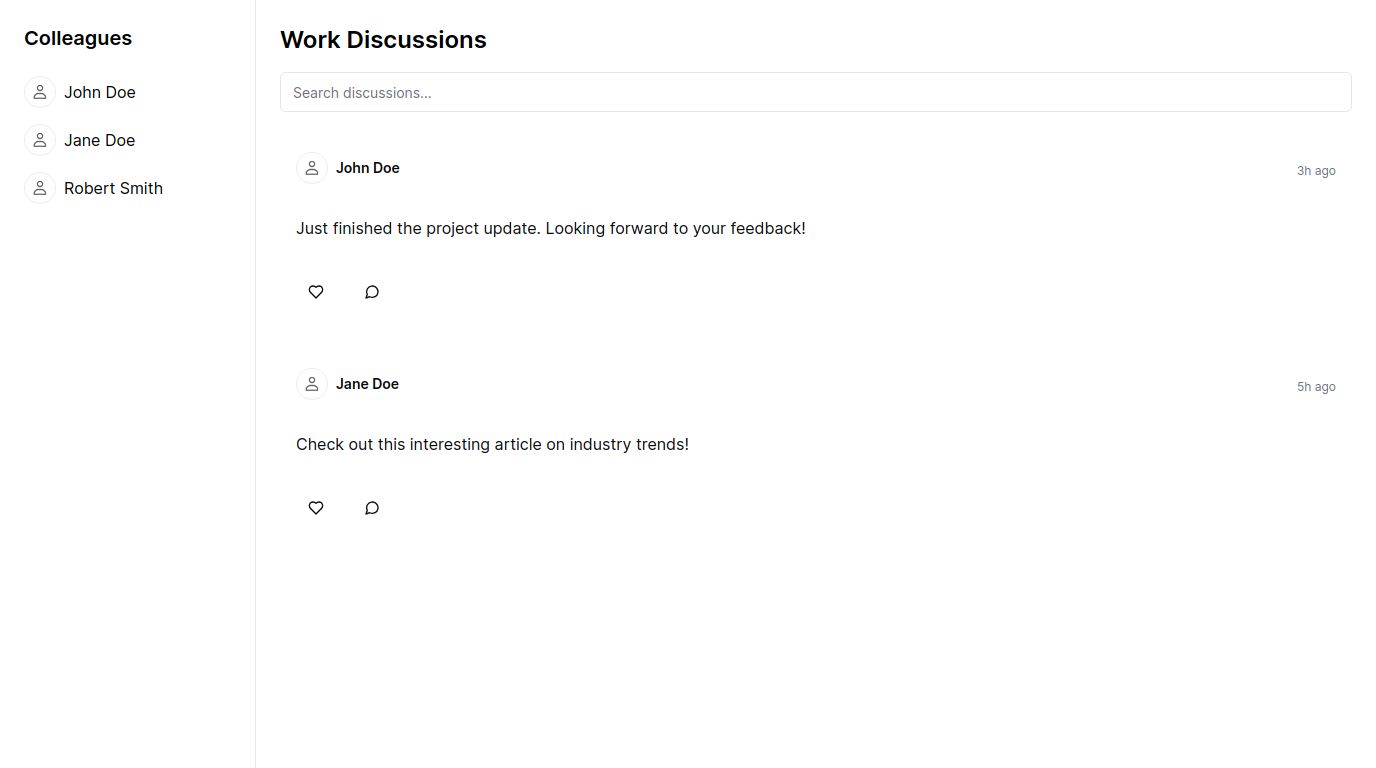 Colleagues
John Doe
Jane Doe
Robert Smith
Work Discussions
Search discussions...
John Doe
3h ago
Just finished the project update. Looking forward to your feedback!
Jane Doe
5h ago
Check out this interesting article on industry trends!